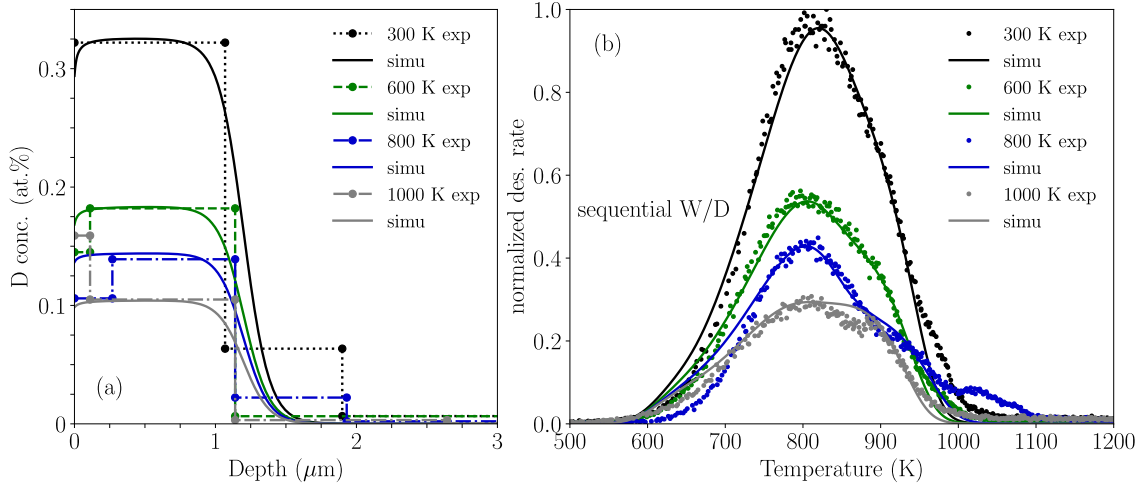 0.3
0.2
0.1
0
D conc. (at.%)
300 K exp
simu
600 K exp
simu
800 K exp
simu
1000 K exp
simu
(a)
0
1
2
3
Depth (μm)
1.0
0.8
0.6
0.4
0.2
0.0
normalized des. rate
(b)
300 K exp
simu
600 K exp
simu
800 K exp
simu
1000 K exp
simu
sequential W/D
500
600
700
800
900
1000
1100
1200
Temperature (K)